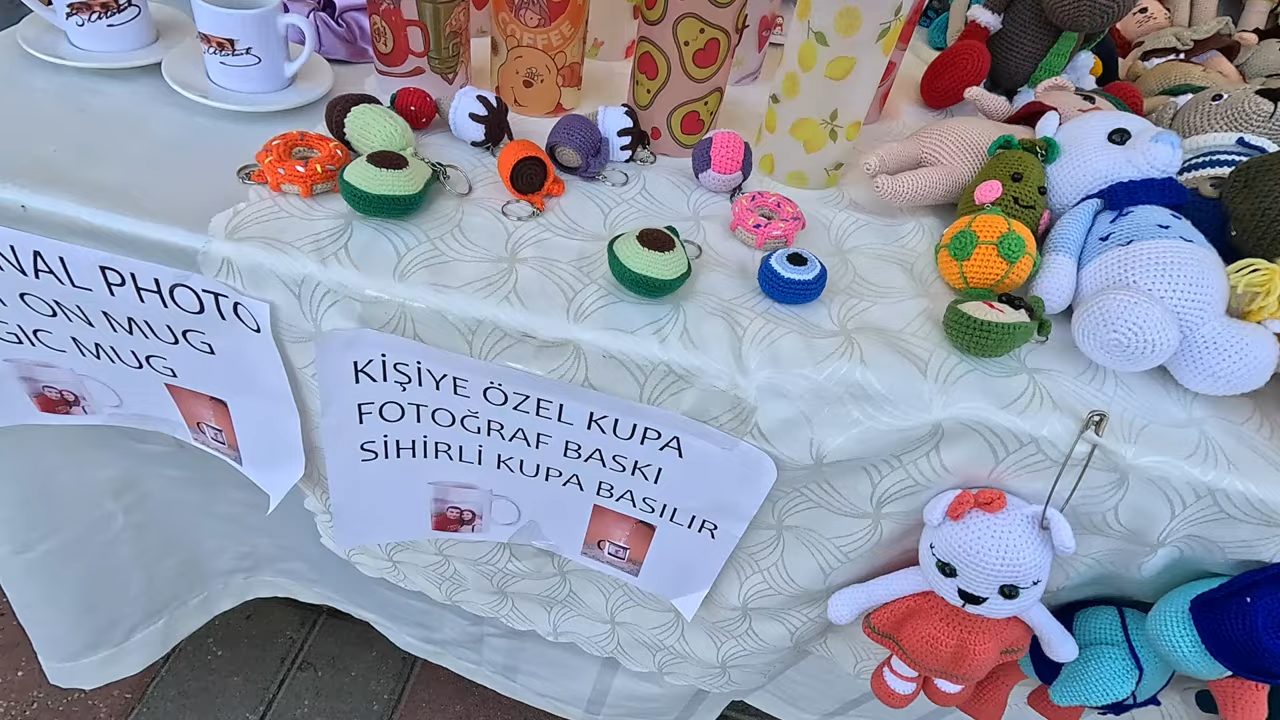 COFFEE
NAL PHOTO
ON MUG
GIC MUG
KİŞİYE ÖZEL KUPA
FOTOĞRAF BASKI
SİHİRLİ KUPA BASILIR